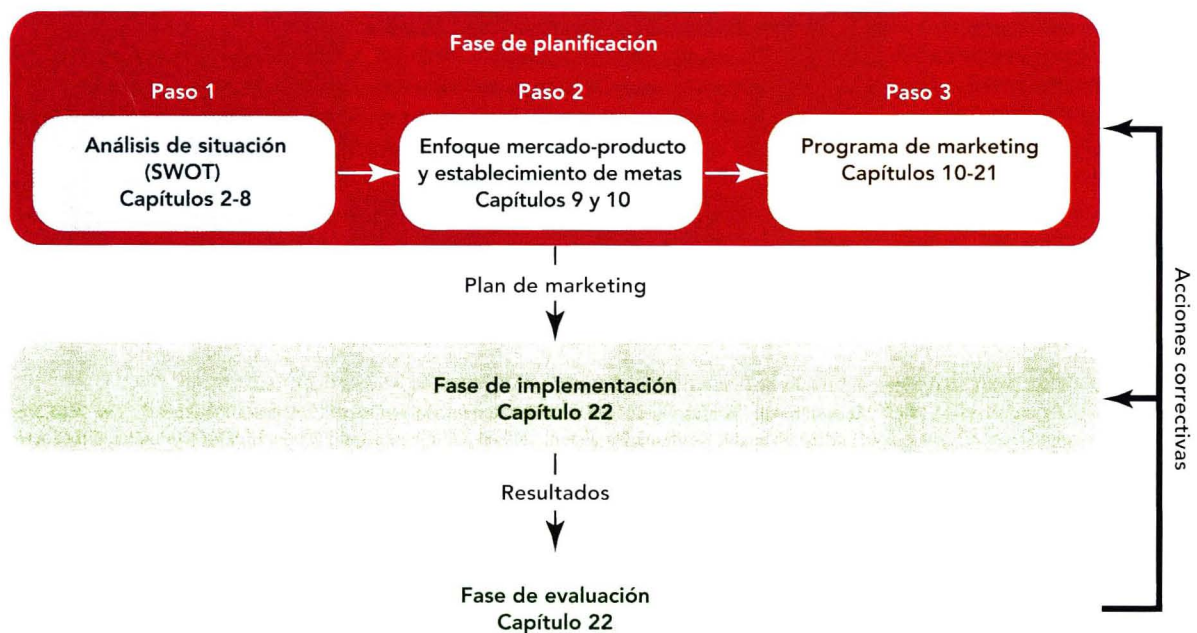 Fase de planificación
Paso 1
Análisis de situación
(SWOT)
Capítulos 2-8
Paso 2
Enfoque mercado-producto
y establecimiento de metas
Capítulos 9 y 10
Paso 3
Programa de marketing
Capítulos 10-21
Plan de marketing
Fase de implementación
Capítulo 22
Resultados
Fase de evaluación
Capítulo 22
Acciones correctivas